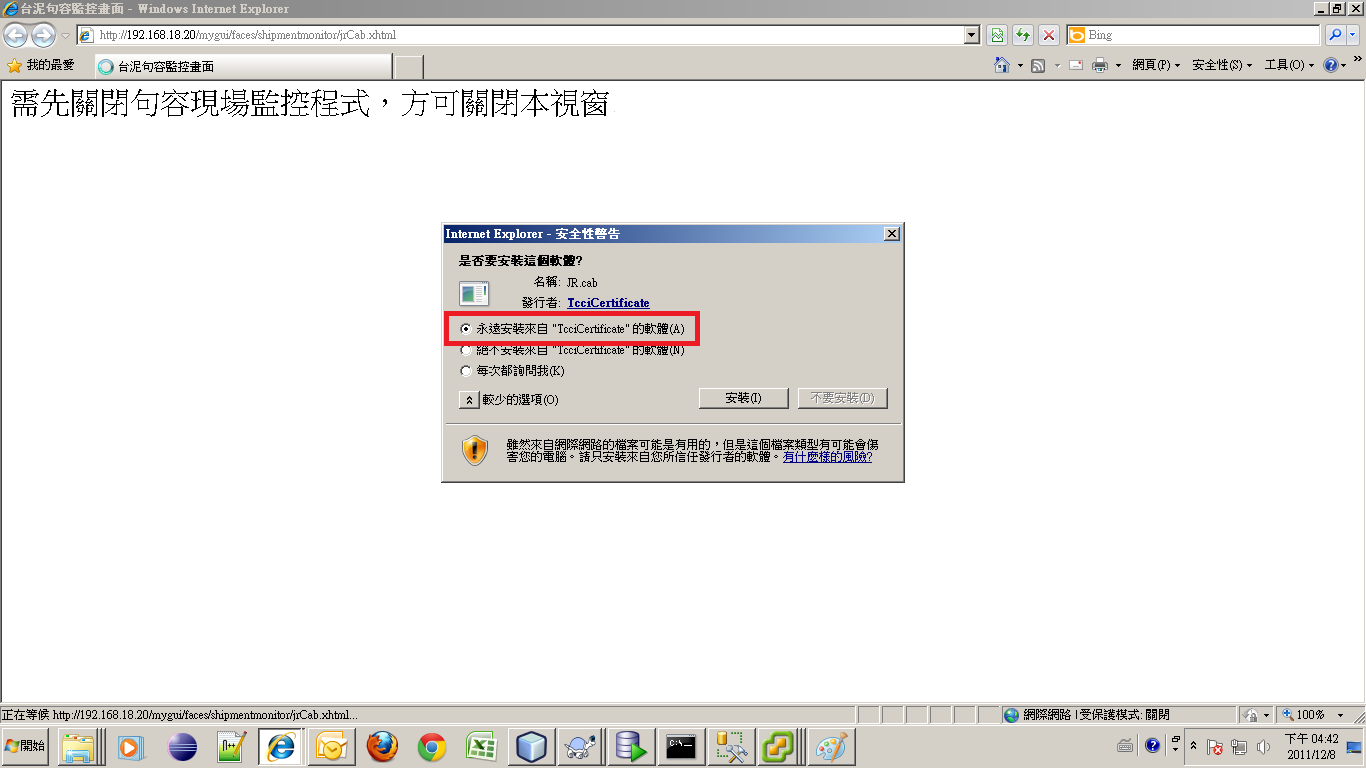 台泥句容監控畫面 - Windows Internet Explorer
http://192.168.18.20/mygui/faces/shipmentmonitor/jrCab.xhtml
Bing
我的最愛
台泥句容監控畫面
網頁(P)
安全性(S)
工具(O)
需先關閉句容現場監控程式，方可關閉本視窗
Internet Explorer - 安全性警告
是否要安裝這個軟體?
名稱: JR.cab
發行者: TcciCertificate
永遠安裝來自 "TcciCertificate" 的軟體(A)
絕不安裝來自 "TcciCertificate" 的軟體(N)
每次都詢問我(K)
較少的選項(O)
安裝(I)
不要安裝(D)
雖然來自網際網路的檔案可能是有用的，但是這個檔案類型有可能會傷
害您的電腦。請只安裝來自您所信任發行者的軟體。有什麼樣的風險?
正在等候 http://192.168.18.20/mygui/faces/shipmentmonitor/jrCab.xhtml...
網際網路 | 受保護模式: 關閉
100%
開始
下午 04:42
2011/12/8